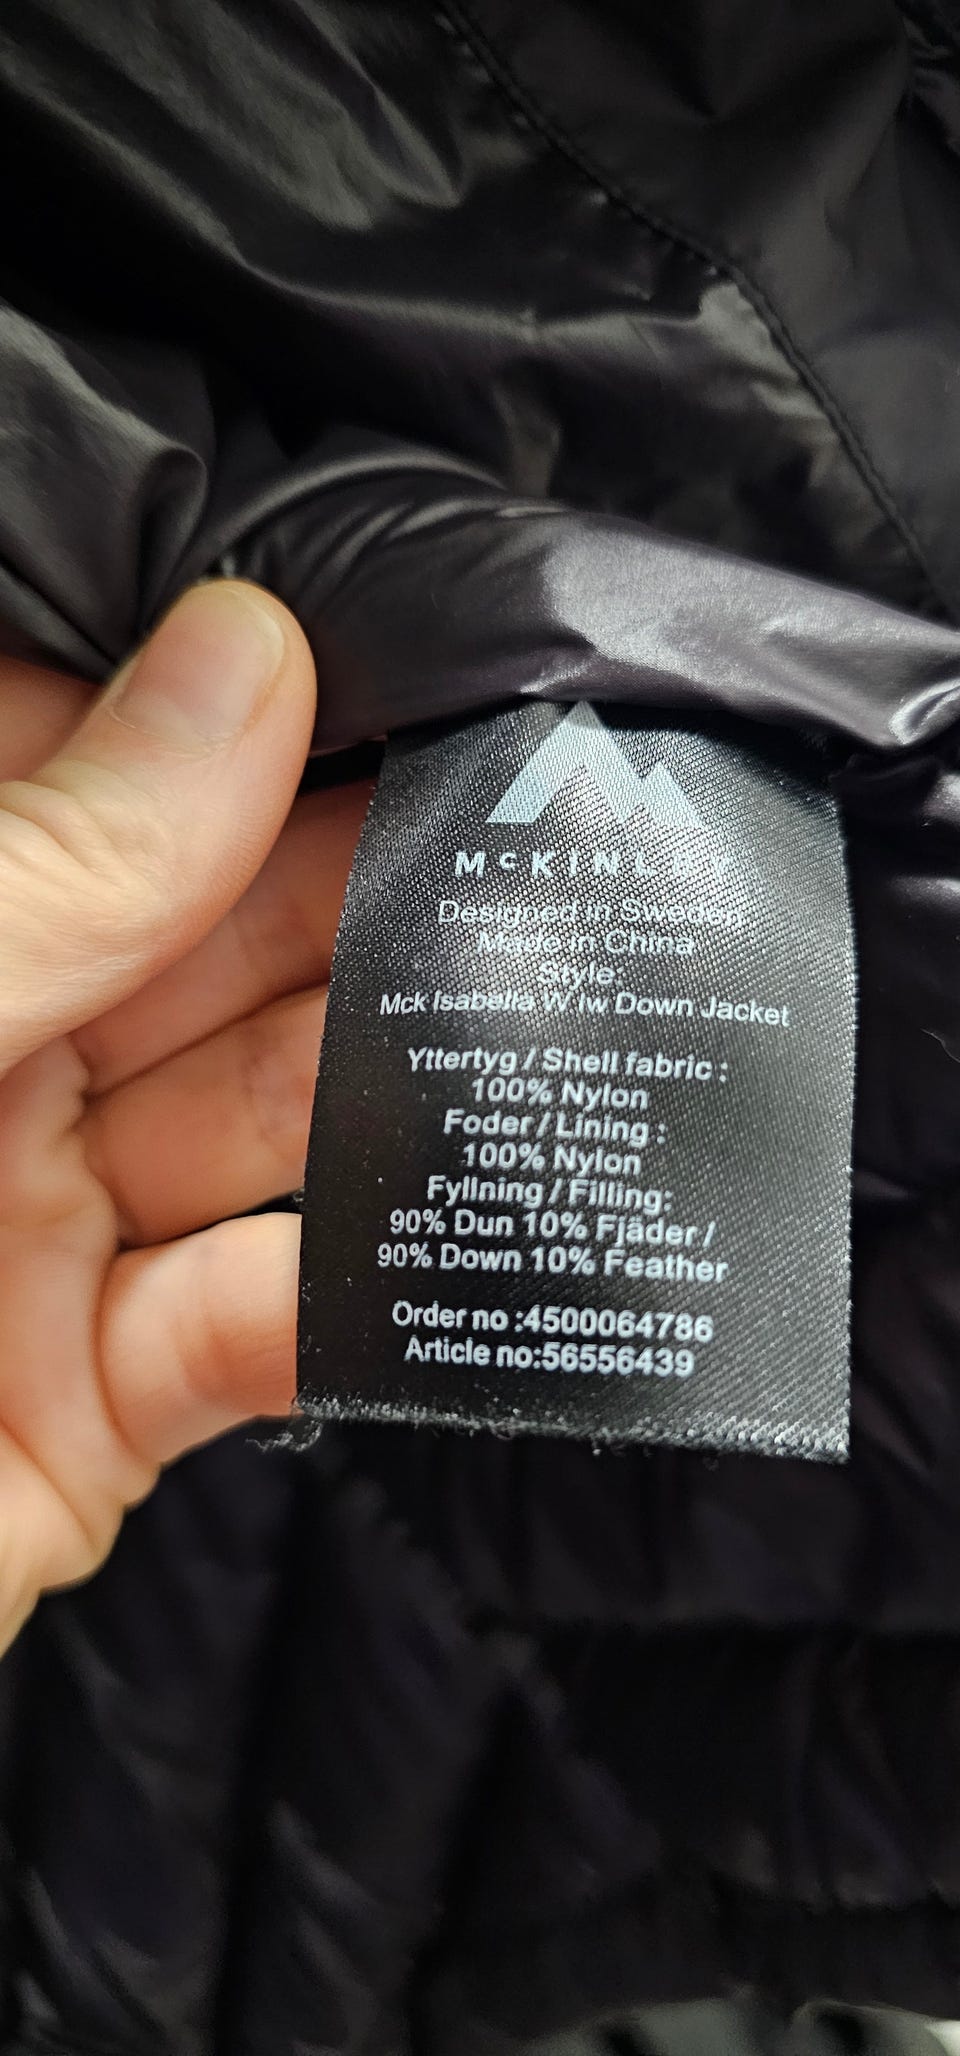 McKINLEY
Designed in Sweden
Made in China
Style:
Mck Isabella W lw Down Jacket
Yttertyg / Shell fabric :
100% Nylon
Foder / Lining :
100% Nylon
Fyllning / Filling:
90% Dun 10% Fjäder /
90% Down 10% Feather
Order no :4500064786
Article no:56556439